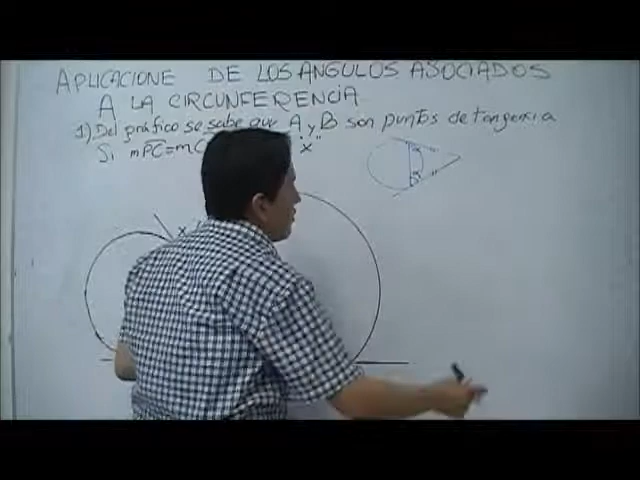 APLICACIONE DE LOS ANGULOS ASOCIADOS
A LA CIRCUNFERENCIA
1) Del gráfico se sabe que A y B son puntos de tangencia
Si mPC=mC "x"
x